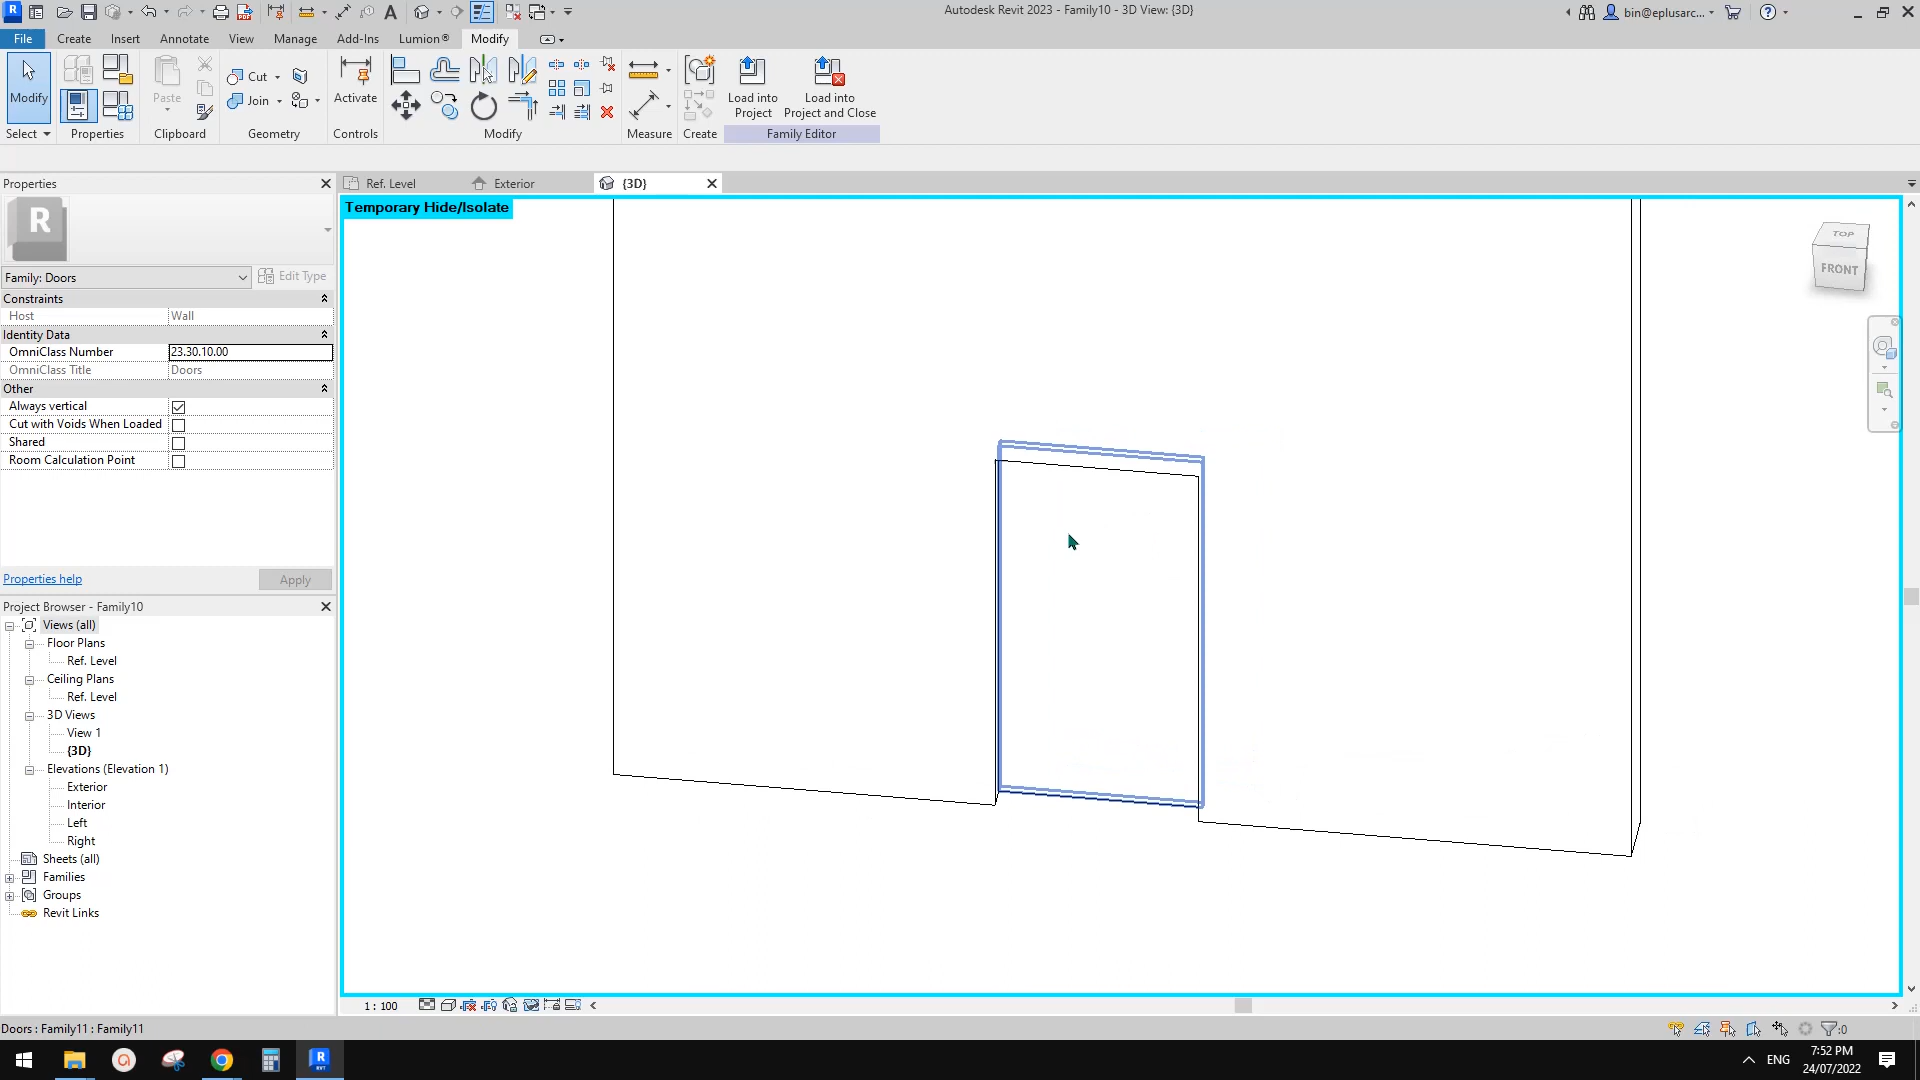 Autodesk Revit 2023 - Family10 - 3D View: {3D}
bin@eplusarc...
File
Create
Insert
Annotate
View
Manage
Add-Ins
Lumion®
Modify
Modify
Paste
Cut
Join
Activate
Load into
Project
Load into
Project and Close
Select
Properties
Clipboard
Geometry
Controls
Modify
Measure
Create
Family Editor
Properties
Ref. Level
Exterior
{3D}
R
Family: Doors
Edit Type
Constraints
Host
Wall
Identity Data
OmniClass Number
23.30.10.00
OmniClass Title
Doors
Other
Always vertical
Cut with Voids When Loaded
Shared
Room Calculation Point
Properties help
Apply
Temporary Hide/Isolate
TOP
FRONT
Project Browser - Family10
Views (all)
Floor Plans
Ref. Level
Ceiling Plans
Ref. Level
3D Views
View 1
{3D}
Elevations (Elevation 1)
Exterior
Interior
Left
Right
Sheets (all)
Families
Groups
Revit Links
1 : 100
Doors : Family11 : Family11
:0
ENG
7:52 PM
24/07/2022